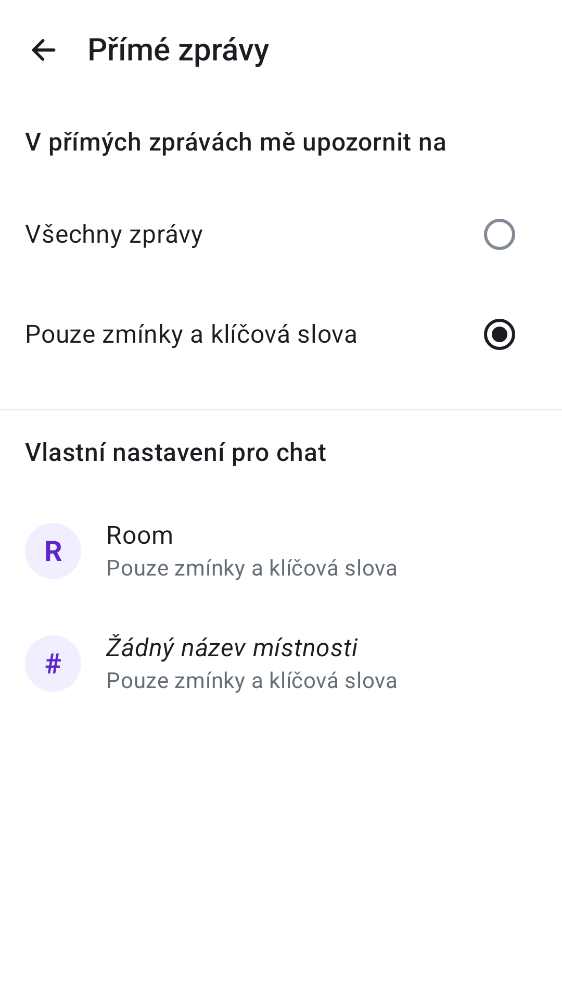 Přímé zprávy
V přímých zprávách mě upozornit na
Všechny zprávy
Pouze zmínky a klíčová slova
Vlastní nastavení pro chat
R
Room
Pouze zmínky a klíčová slova
#
Žádný název místnosti
Pouze zmínky a klíčová slova